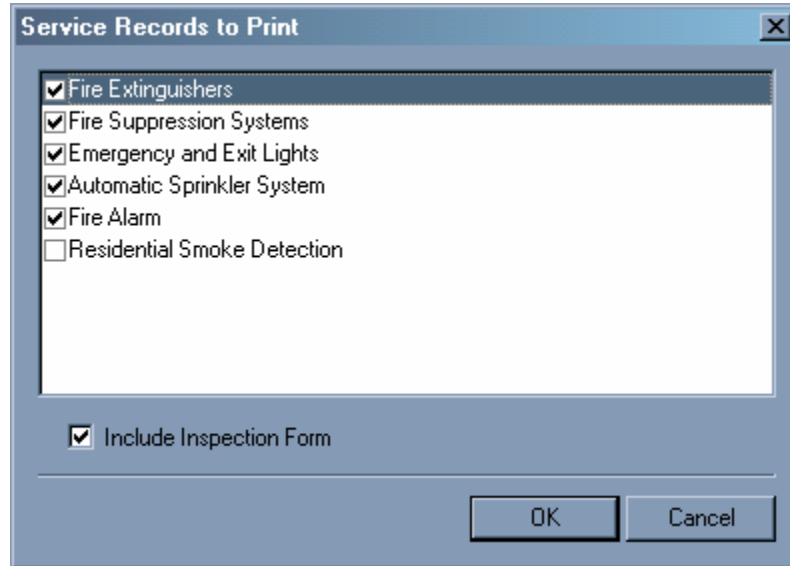 Service Records to Print
Fire Extinguishers
Fire Suppression Systems
Emergency and Exit Lights
Automatic Sprinkler System
Fire Alarm
Residential Smoke Detection
Include Inspection Form
OK Cancel